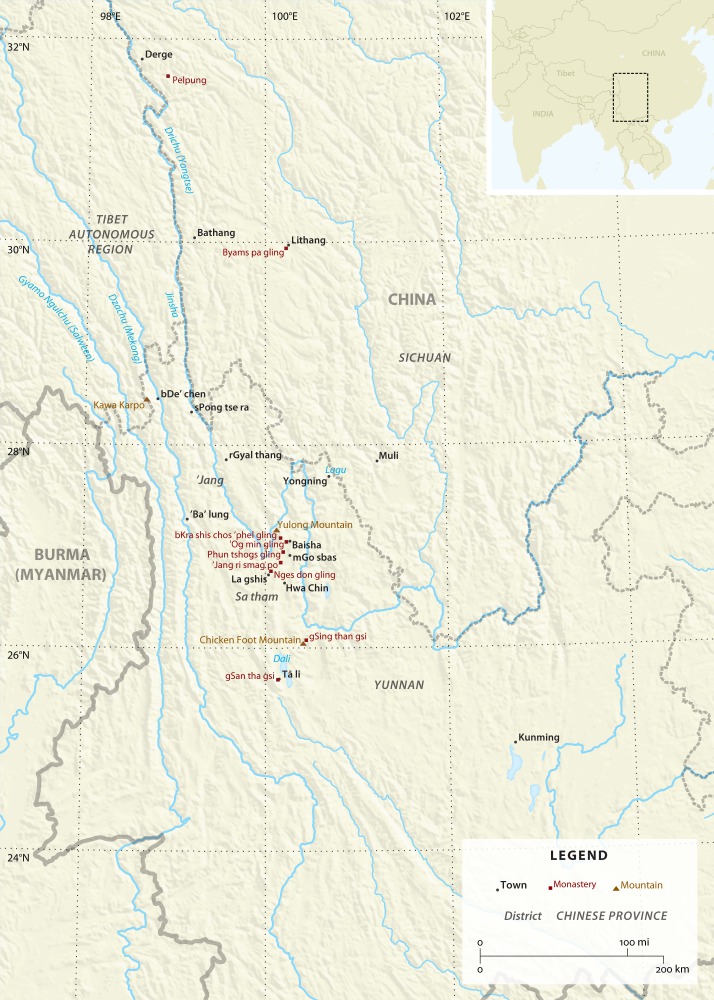 98°E
100°E
102°E
32°N
Derge
Pelpung
CHINA
Tibet
INDIA
Drichu (Yangtse)
TIBET
AUTONOMOUS
REGION
Bathang
Lithang
Byams pa gling
30°N
Gyamo Ngulchu (Salween)
Dzachu (Mekong)
Jinsha
CHINA
SICHUAN
Kawa Karpo
bDe' chen
sPong tse ra
28°N
rGyal thang
Muli
'Jang
Yongning
Lagu
'Ba' lung
Yulong Mountain
bKra shis chos 'phel gling
'Og min gling
Baisha
Phun tshogs gling
mGo sbas
'Jang ri smag po
Nges don gling
La gshis
Hwa Chin
Sa tham
BURMA
(MYANMAR)
Chicken Foot Mountain
gSing than gsi
26°N
Dali
gSan tha gsi
Tā li
YUNNAN
Kunming
24°N
LEGEND
Town
Monastery
Mountain
District
CHINESE PROVINCE
0
100 mi
0
200 km